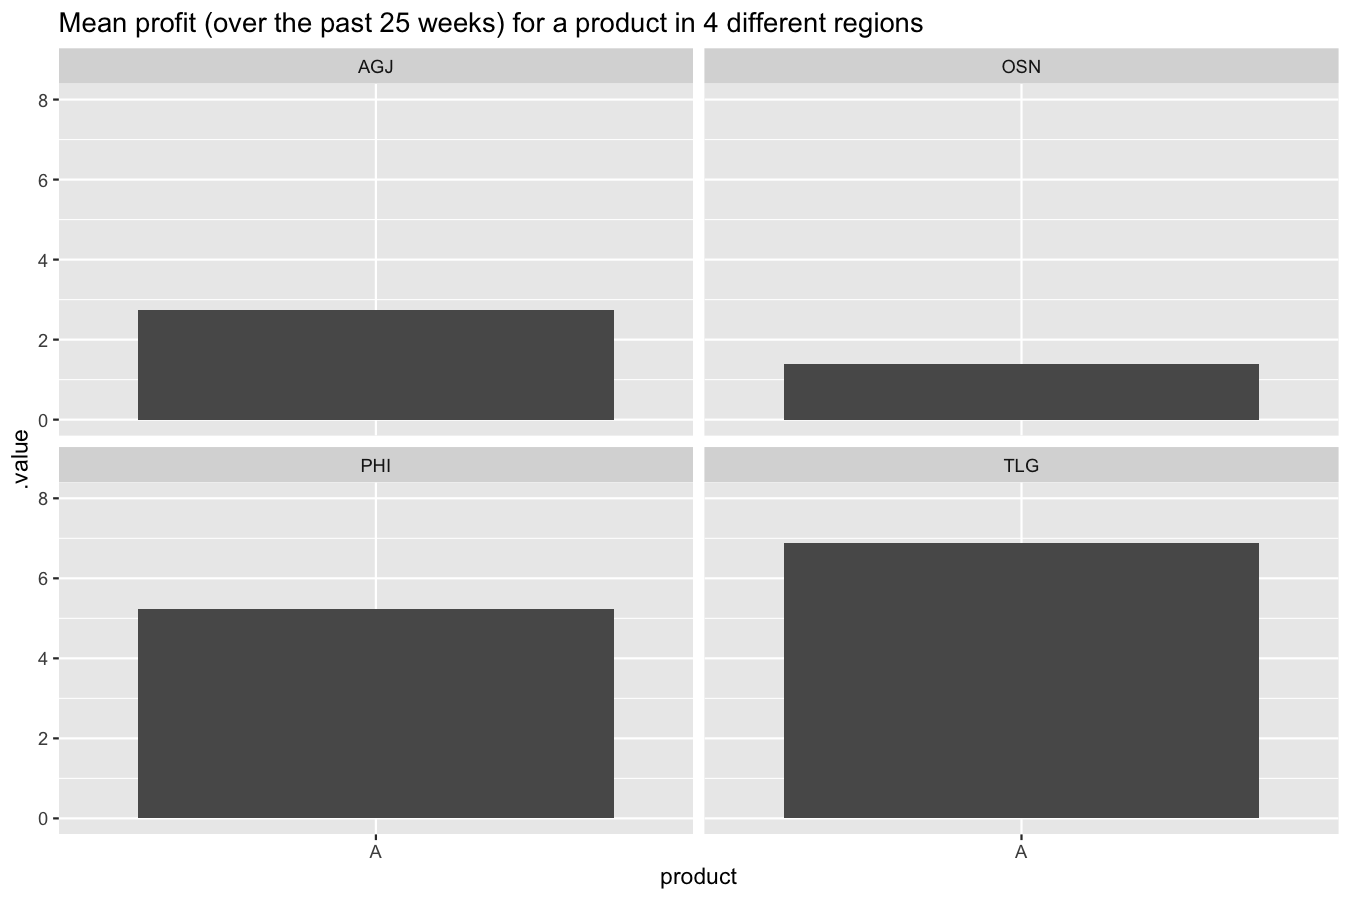 Mean profit (over the past 25 weeks) for a product in 4 different regions
AGJ
OSN
8
6
4
2
0
PHI
TLG
8
6
4
2
0
.value
A
A
product